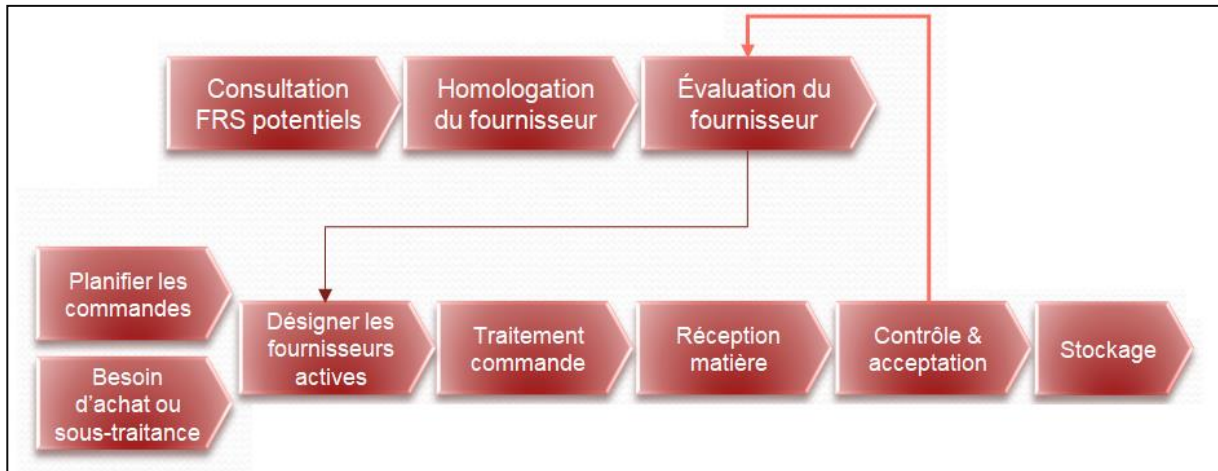 Consultation
FRS potentiels
Homologation
du fournisseur
Évaluation du
fournisseur
Planifier les
commandes
Besoin
d'achat ou
sous-traitance
Désigner les
fournisseurs
actives
Traitement
commande
Réception
matière
Contrôle &
acceptation
Stockage